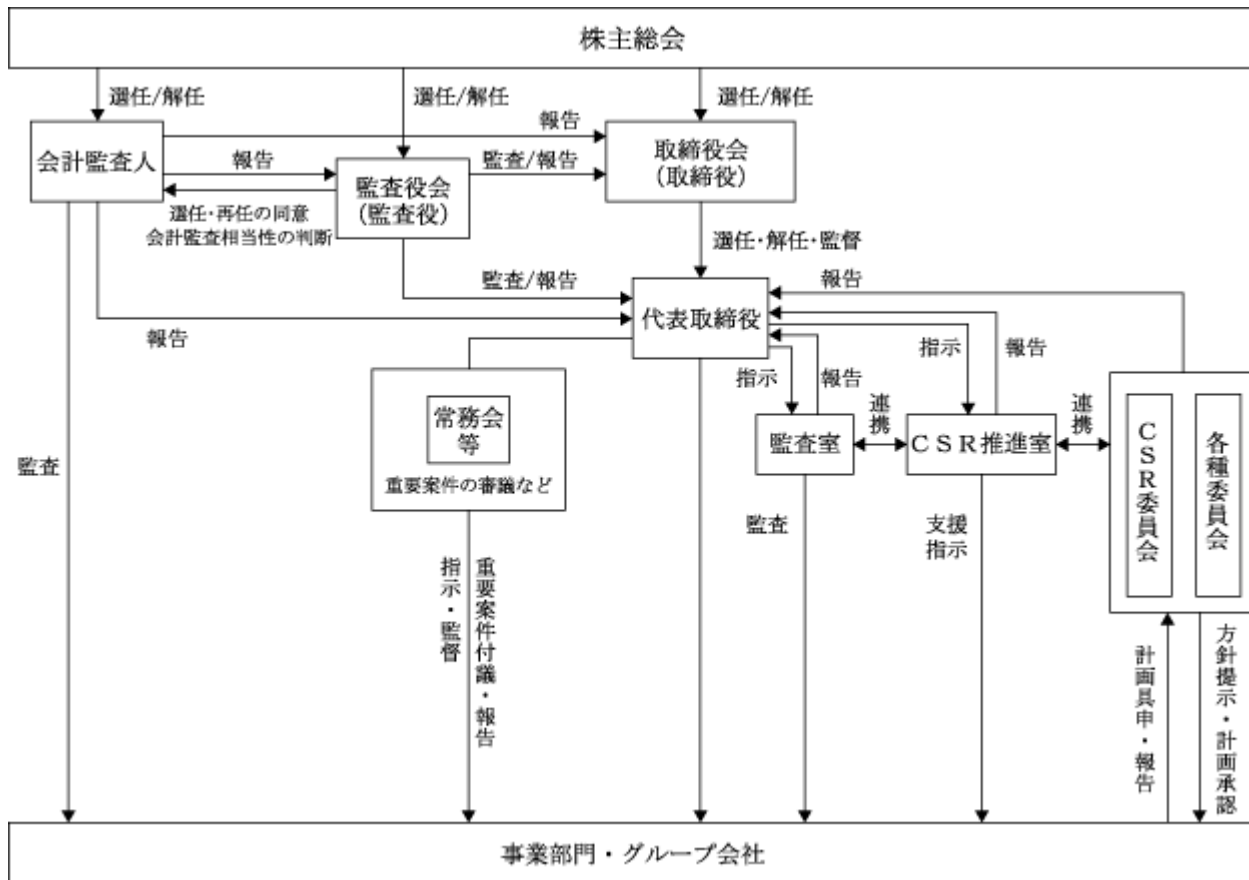 株主総会
選任/解任
選任/解任
選任/解任
報告
会計監査人
報告
監査/報告
取締役会
(取締役)
監査役会
(監査役)
選任・再任の同意
会計監査相当性の判断
選任・解任・監督
監査/報告
報告
代表取締役
報告
指示
報告
指示
報告
常務会
等
重要案件の審議など
監査室
連携
CSR推進室
連携
CSR委員会
各種委員会
監査
監査
支援
指示
指示・監督
重要案件付議・報告
計画具申・報告
方針提示・計画承認
事業部門・グループ会社